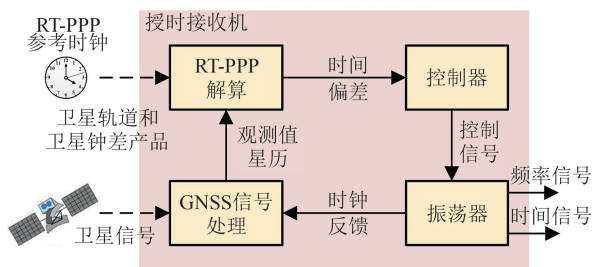 RT-PPP
参考时钟
授时接收机
RT-PPP
解算
时间
偏差
控制器
卫星轨道和
卫星钟差产品
观测值
星历
控制
信号
GNSS信号
处理
卫星信号
时钟
反馈
振荡器
频率信号
时间信号